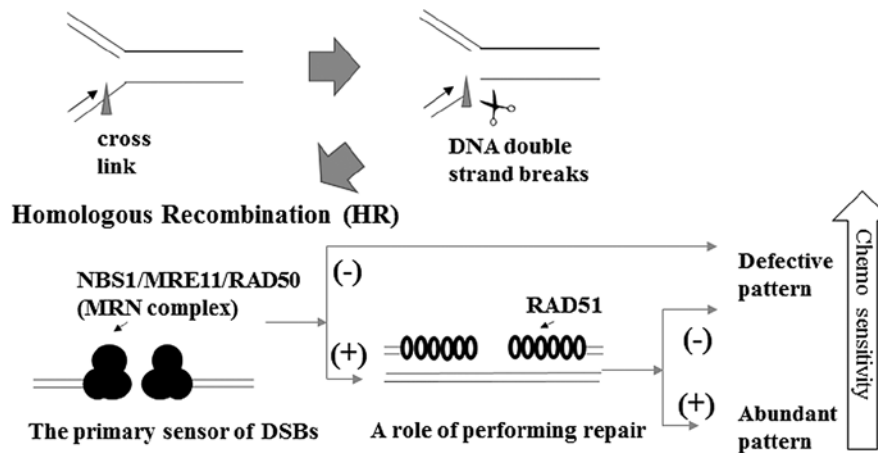 cross
link
DNA double
strand breaks
Homologous Recombination (HR)
NBS1/MRE11/RAD50
(MRN complex)
(-)
(+)
RAD51
(-)
(+)
Defective
pattern
Abundant
pattern
Chemo sensitivity
The primary sensor of DSBs
A role of performing repair